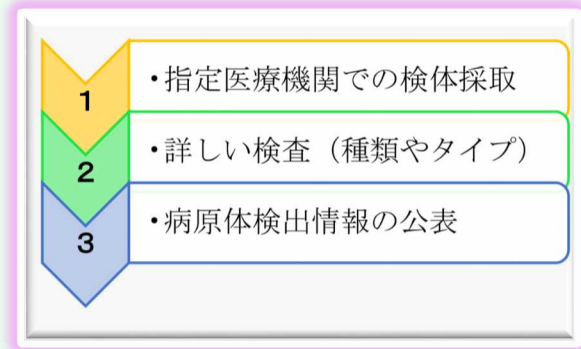 1
・指定医療機関での検体採取
2
・詳しい検査（種類やタイプ）
3
・病原体検出情報の公表